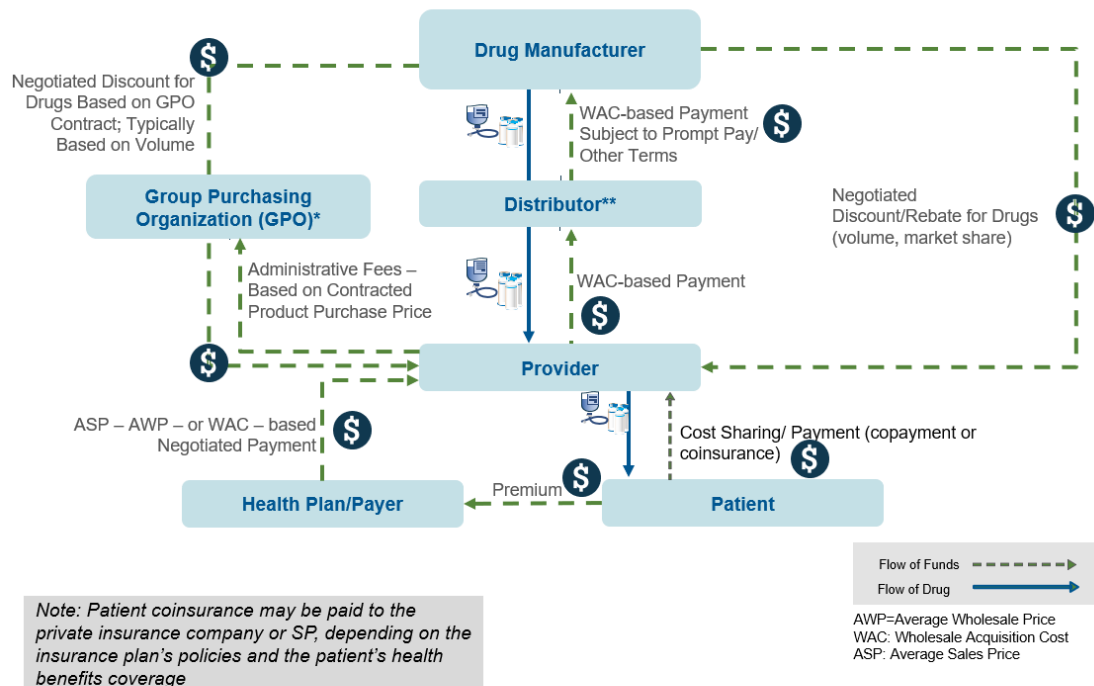 Drug Manufacturer
$
Negotiated Discount for
Drugs Based on GPO
Contract; Typically
Based on Volume
WAC-based Payment
Subject to Prompt Pay/
Other Terms
$
Group Purchasing
Organization (GPO)*
Distributor**
Negotiated
Discount/Rebate for Drugs
(volume, market share)
$
Administrative Fees –
Based on Contracted
Product Purchase Price
WAC-based Payment
$
$
Provider
ASP – AWP – or WAC – based
Negotiated Payment
$
Cost Sharing/ Payment (copayment or
coinsurance)
$
Premium
$
Health Plan/Payer
Patient
Flow of Funds
Flow of Drug
AWP=Average Wholesale Price
WAC: Wholesale Acquisition Cost
ASP: Average Sales Price
Note: Patient coinsurance may be paid to the
private insurance company or SP, depending on the
insurance plan's policies and the patient's health
benefits coverage